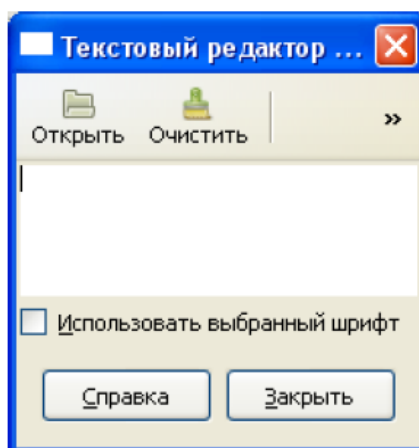 Текстовый редактор ...
Открыть Очистить »
Использовать выбранный шрифт
Справка Закрыть